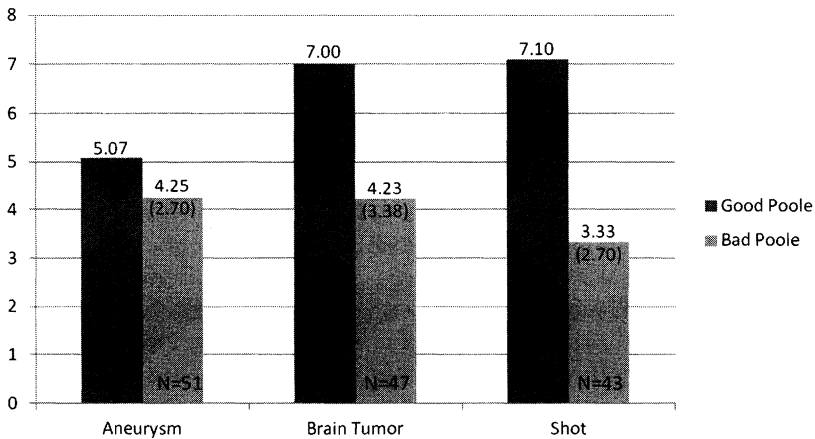 8
7
6
5
4
3
2
1
0
5.07
4.25
(2.70)
N=51
7.00
4.23
(3.38)
N=47
7.10
3.33
(2.70)
N=43
Aneurysm
Brain Tumor
Shot
Good Poole
Bad Poole